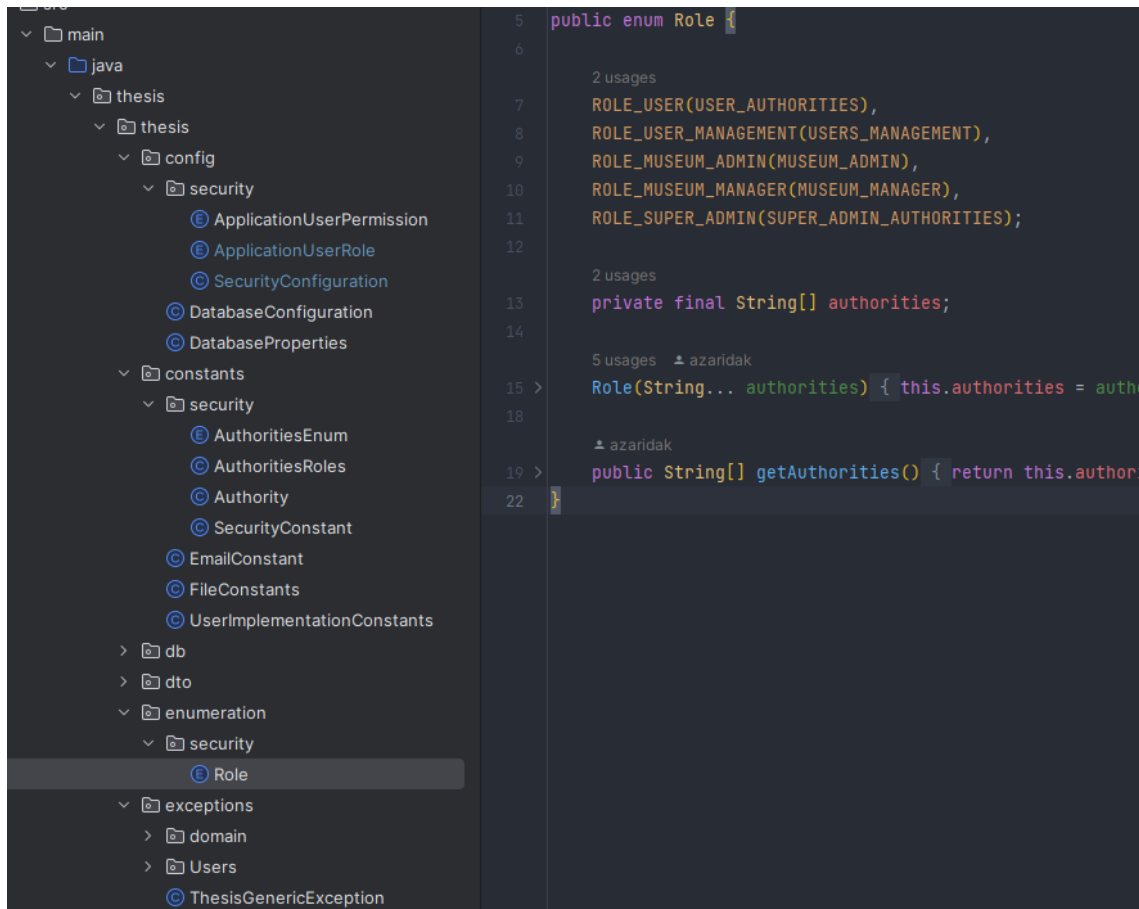 main
java
thesis
thesis
config
security
ApplicationUserPermission
ApplicationUserRole
SecurityConfiguration
DatabaseConfiguration
DatabaseProperties
constants
security
AuthoritiesEnum
AuthoritiesRoles
Authority
SecurityConstant
EmailConstant
FileConstants
UserImplementationConstants
db
dto
enumeration
security
Role
exceptions
domain
Users
ThesisGenericException
5 public enum Role {
6
2 usages
7 ROLE_USER(USER_AUTHORITIES),
8 ROLE_USER_MANAGEMENT(USERS_MANAGEMENT),
9 ROLE_MUSEUM_ADMIN(MUSEUM_ADMIN),
10 ROLE_MUSEUM_MANAGER(MUSEUM_MANAGER),
11 ROLE_SUPER_ADMIN(SUPER_ADMIN_AUTHORITIES);
12
2 usages
13 private final String[] authorities;
14
5 usages azaridak
15 Role(String... authorities) { this.authorities = auth
18
azaridak
19 public String[] getAuthorities() { return this.author
22 }